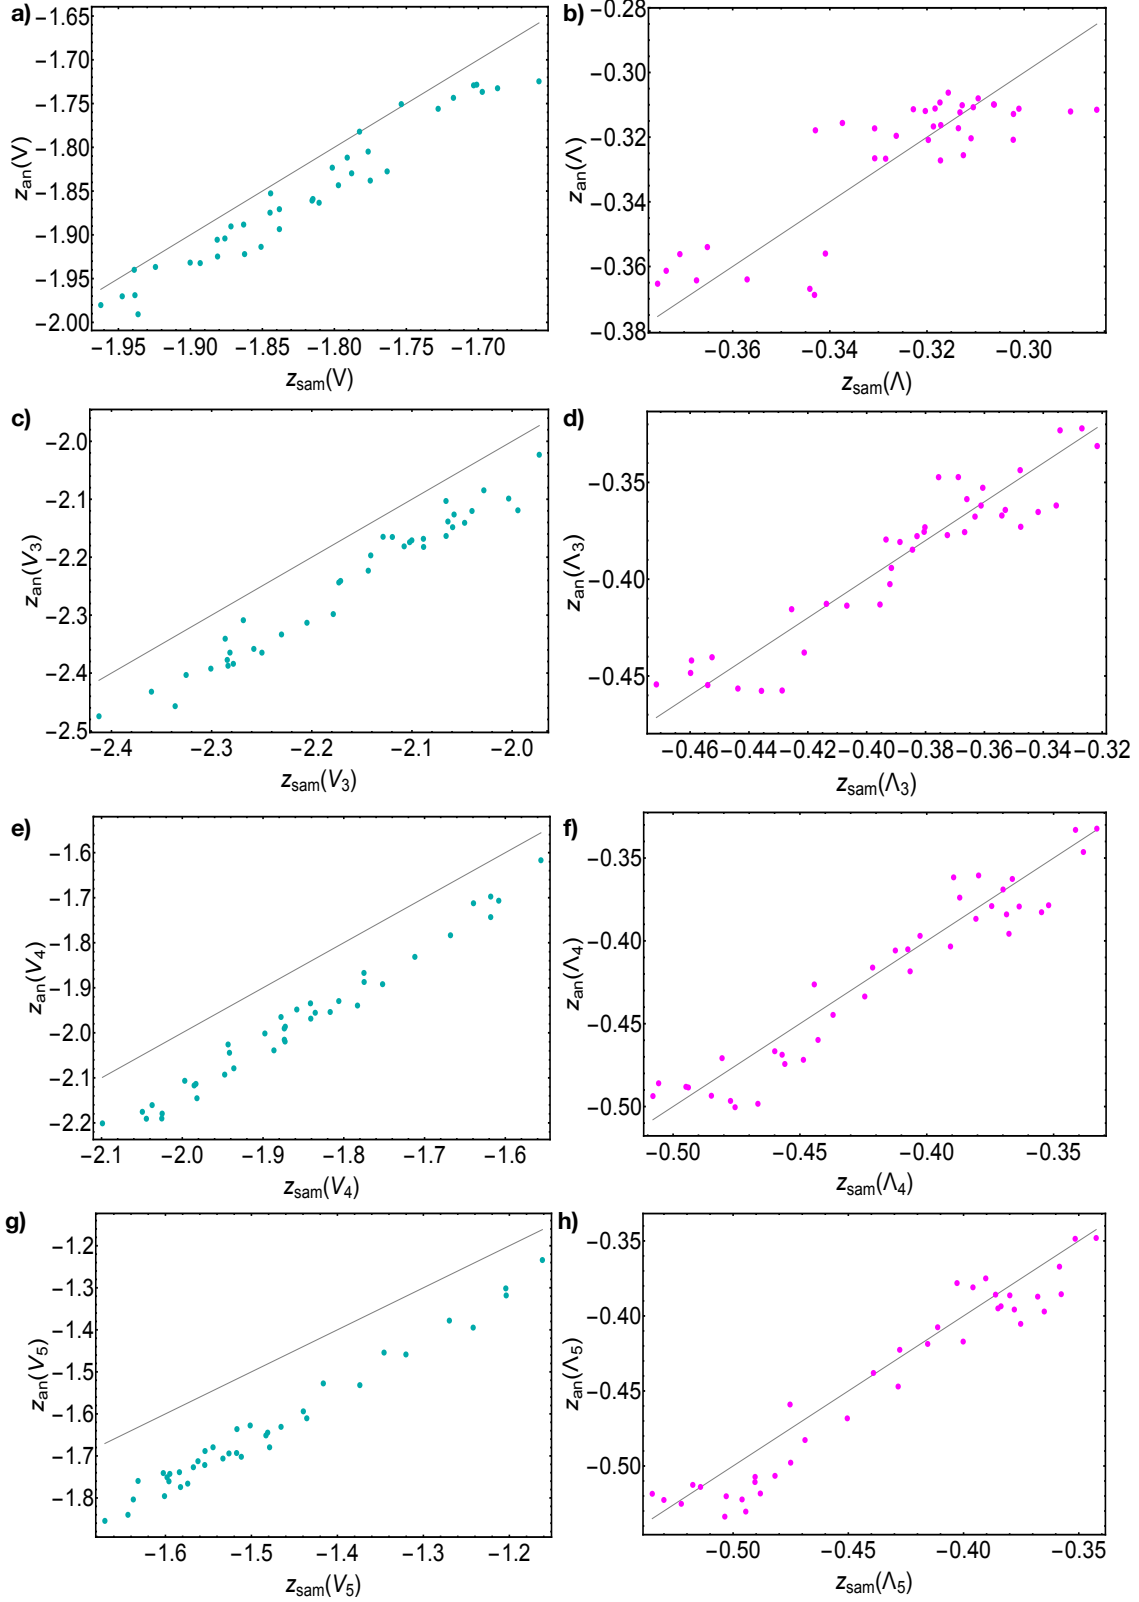 a)
−1.65
−1.70
−1.75
−1.80
−1.85
−1.90
−1.95
−2.00
z_an(V)
−1.95 −1.90 −1.85 −1.80 −1.75 −1.70
z_sam(V)
b)
−0.28
−0.30
−0.32
−0.34
−0.36
−0.38
z_an(Λ)
−0.36 −0.34 −0.32 −0.30
z_sam(Λ)
c)
−2.0
−2.1
−2.2
−2.3
−2.4
−2.5
z_an(V_3)
−2.4 −2.3 −2.2 −2.1 −2.0
z_sam(V_3)
d)
−0.35
−0.40
−0.45
z_an(Λ_3)
−0.46 −0.44 −0.42 −0.40 −0.38 −0.36 −0.34 −0.32
z_sam(Λ_3)
e)
−1.6
−1.7
−1.8
−1.9
−2.0
−2.1
−2.2
z_an(V_4)
−2.1 −2.0 −1.9 −1.8 −1.7 −1.6
z_sam(V_4)
f)
−0.35
−0.40
−0.45
−0.50
z_an(Λ_4)
−0.50 −0.45 −0.40 −0.35
z_sam(Λ_4)
g)
−1.2
−1.3
−1.4
−1.5
−1.6
−1.7
−1.8
z_an(V_5)
−1.6 −1.5 −1.4 −1.3 −1.2
z_sam(V_5)
h)
−0.35
−0.40
−0.45
−0.50
z_an(Λ_5)
−0.50 −0.45 −0.40 −0.35
z_sam(Λ_5)